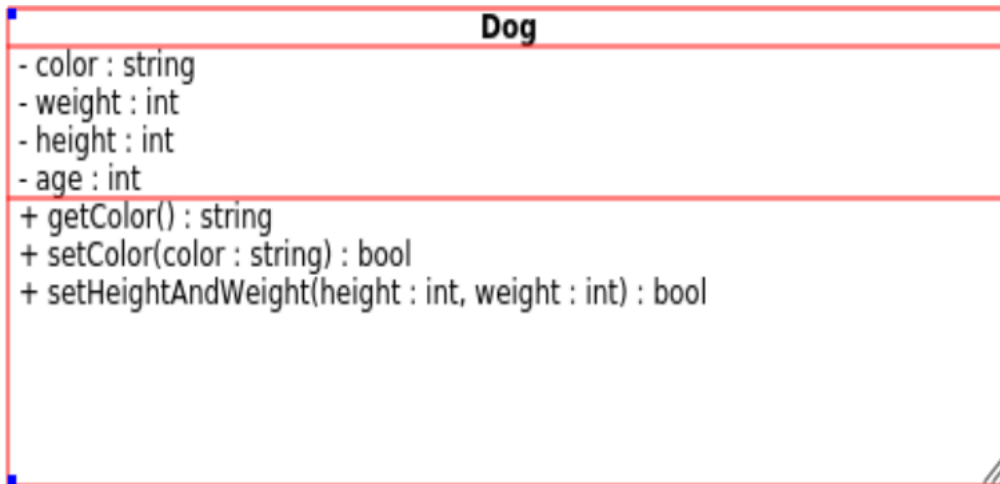 Dog
- color : string
- weight : int
- height : int
- age : int
+ getColor() : string
+ setColor(color : string) : bool
+ setHeightAndWeight(height : int, weight : int) : bool